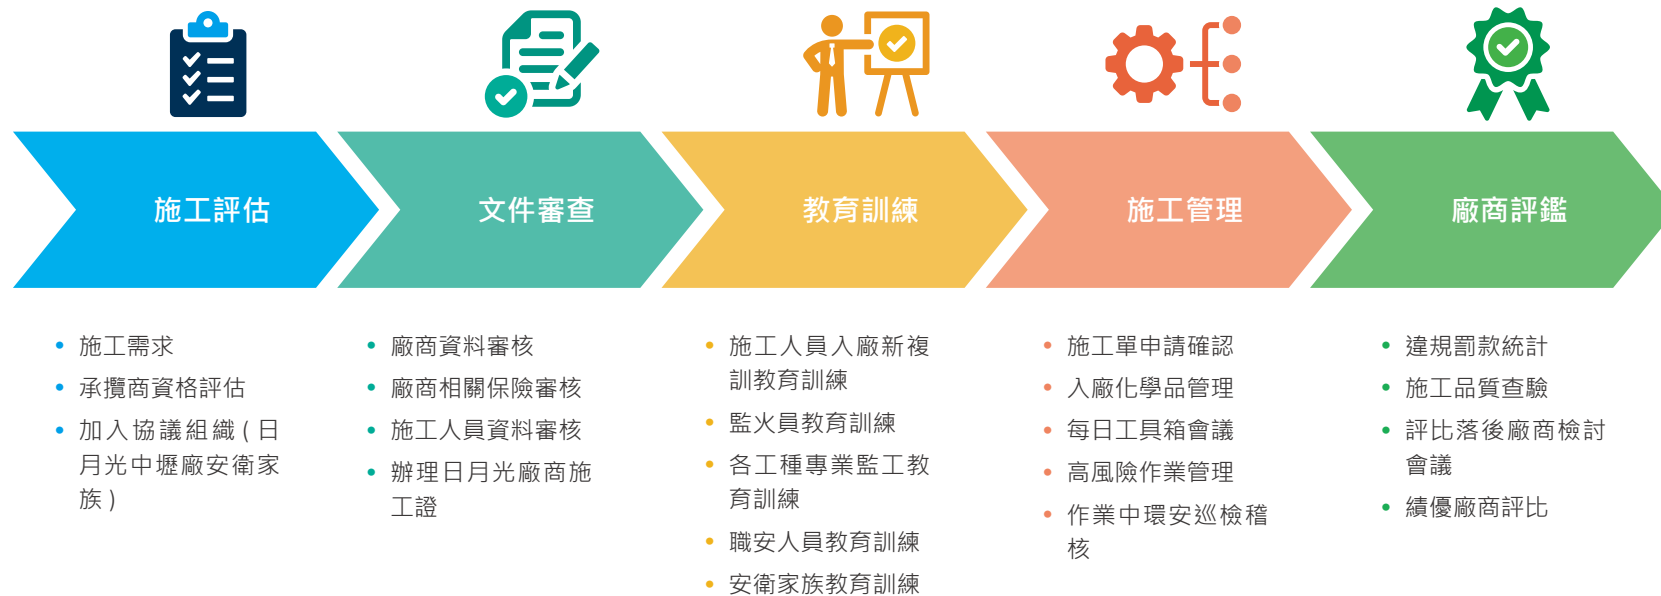 施工評估
文件審查
教育訓練
施工管理
廠商評鑑
• 施工需求
• 承攬商資格評估
• 加入協議組織(日
月光中壢廠安衛家
族)
• 廠商資料審核
• 廠商相關保險審核
• 施工人員資料審核
• 辦理日月光廠商施
工證
• 施工人員入廠新複
訓教育訓練
• 監火員教育訓練
• 各工種專業監工教
育訓練
• 職安人員教育訓練
• 安衛家族教育訓練
• 施工單申請確認
• 入廠化學品管理
• 每日工具箱會議
• 高風險作業管理
• 作業中環安巡檢稽
核
• 違規罰款統計
• 施工品質查驗
• 評比落後廠商檢討
會議
• 績優廠商評比